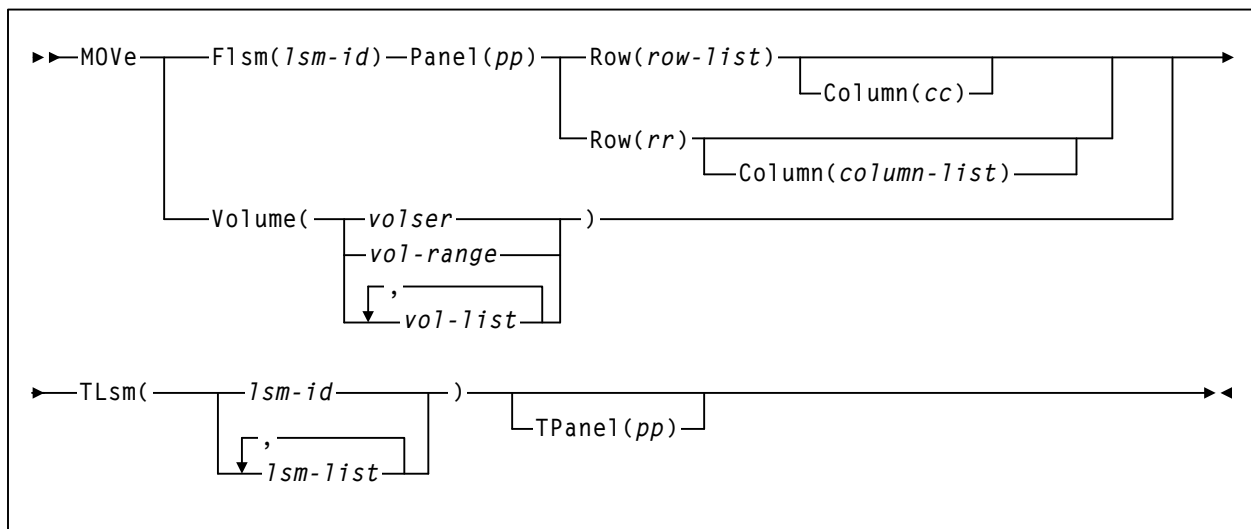 MOVe Flsm(lsm-id) Panel(pp) Row(row-list)
Column(cc)
Row(rr)
Column(column-list)
Volume( volser )
vol-range
,
vol-list
TLsm( lsm-id )
TPanel(pp)
,
lsm-list